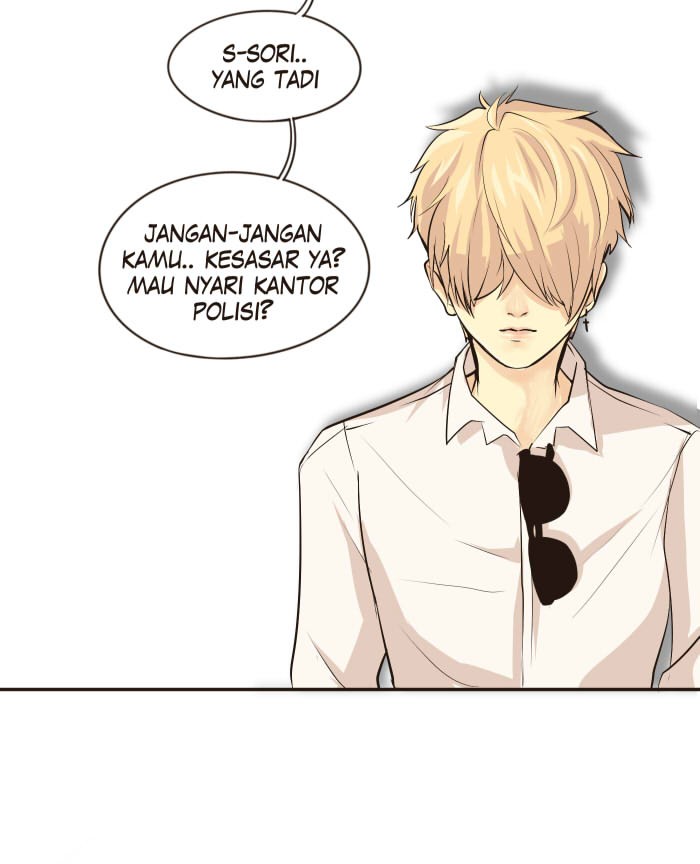 S-SORI..
YANG TADI
JANGAN-JANGAN
KAMU.. KESASAR YA?
MAU NYARI KANTOR
POLISI?